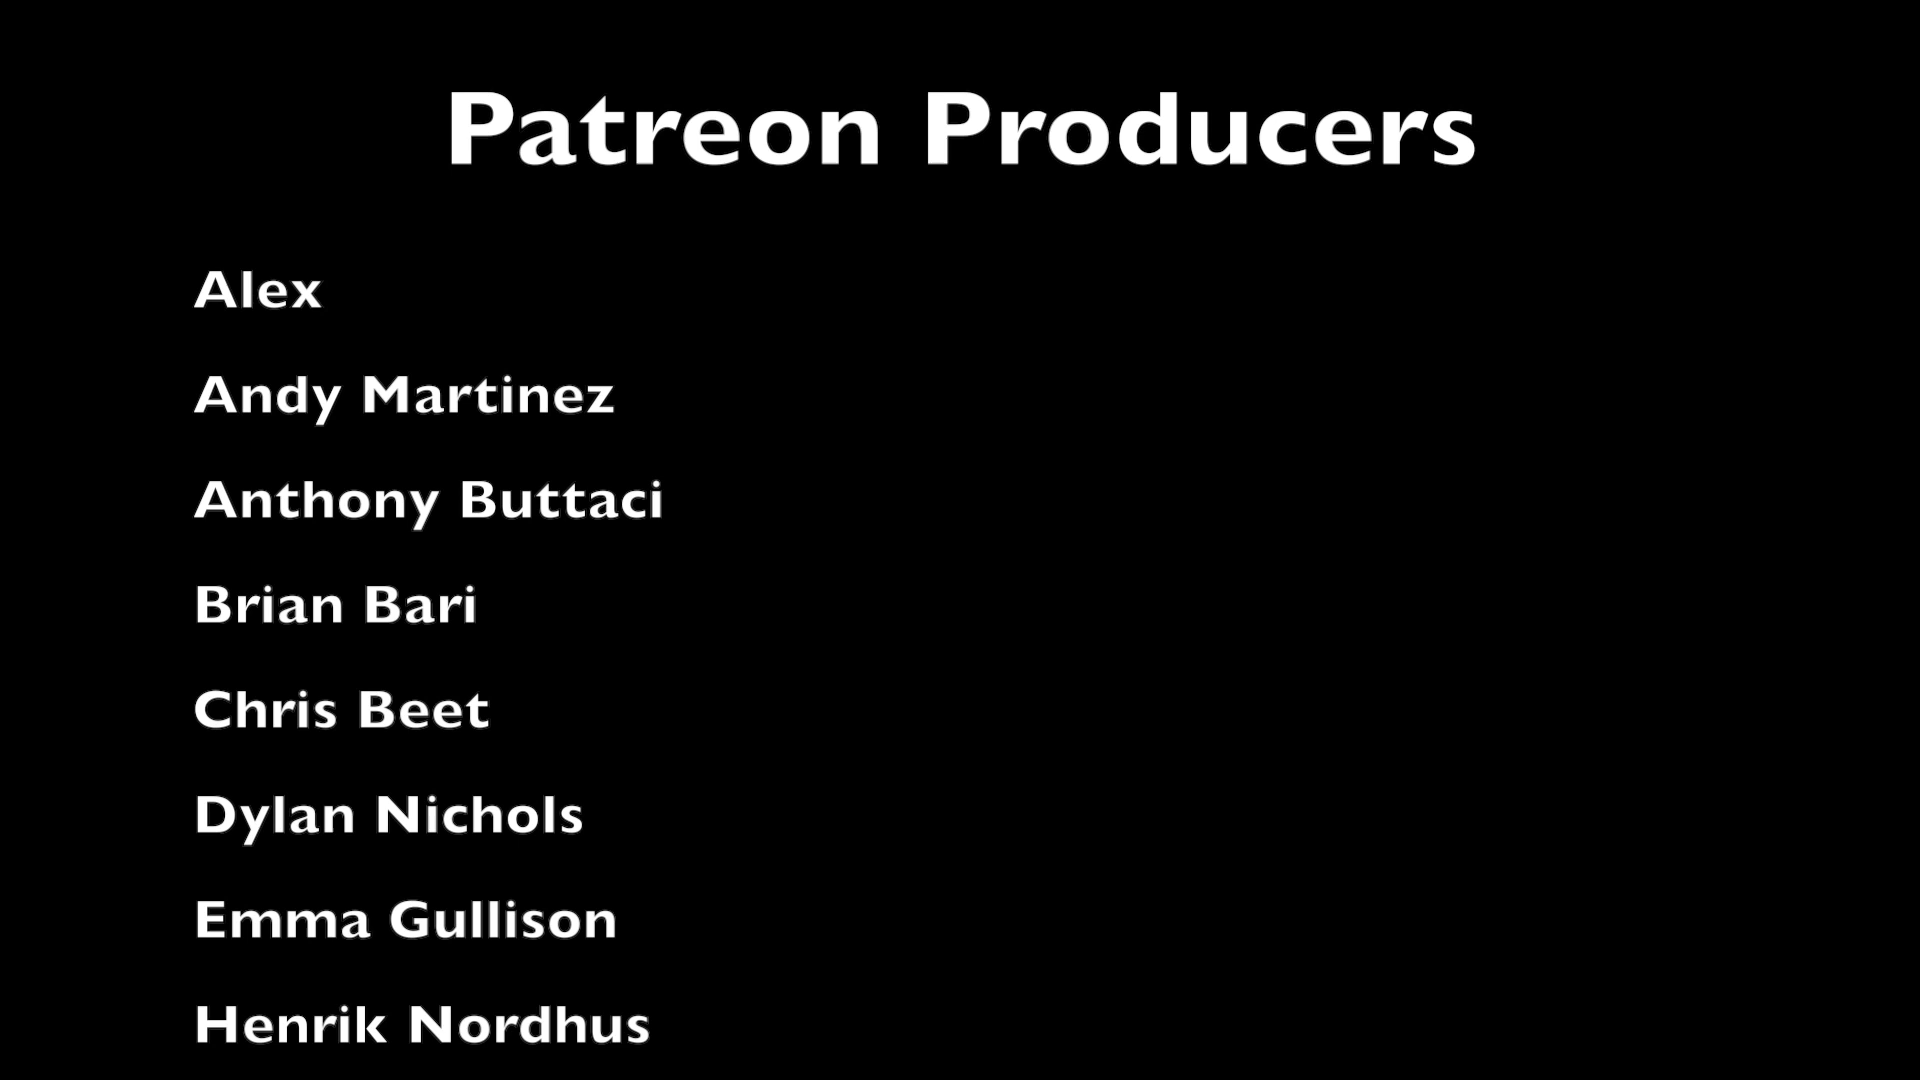 Patreon Producers
Alex
Andy Martinez
Anthony Buttaci
Brian Bari
Chris Beet
Dylan Nichols
Emma Gullison
Henrik Nordhus